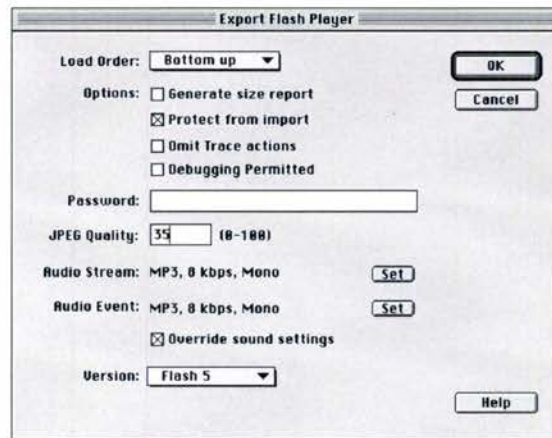 Export Flash Player
Load Order: Bottom up
OK
Options: Generate size report
Cancel
Protect from import
Omit Trace actions
Debugging Permitted
Password:
JPEG Quality: 35 (0-100)
Audio Stream: MP3, 8 kbps, Mono Set
Audio Event: MP3, 8 kbps, Mono Set
Override sound settings
Version: Flash 5
Help